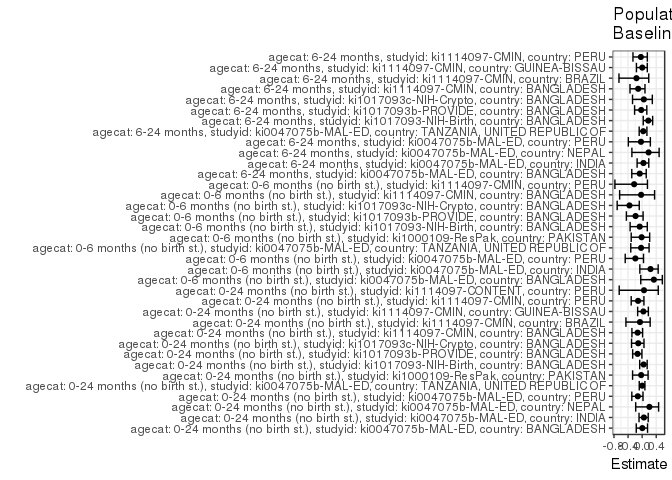 Populat
Baselin
agecat: 6-24 months, studyid: ki1114097-CMIN, country: PERU
agecat: 6-24 months, studyid: ki1114097-CMIN, country: GUINEA-BISSAU
agecat: 6-24 months, studyid: ki1114097-CMIN, country: BRAZIL
agecat: 6-24 months, studyid: ki1114097-CMIN, country: BANGLADESH
agecat: 6-24 months, studyid: ki1017093c-NIH-Crypto, country: BANGLADESH
agecat: 6-24 months, studyid: ki1017093b-PROVIDE, country: BANGLADESH
agecat: 6-24 months, studyid: ki1017093-NIH-Birth, country: BANGLADESH
agecat: 6-24 months, studyid: ki0047075b-MAL-ED, country: TANZANIA, UNITED REPUBLIC OF
agecat: 6-24 months, studyid: ki0047075b-MAL-ED, country: PERU
agecat: 6-24 months, studyid: ki0047075b-MAL-ED, country: NEPAL
agecat: 6-24 months, studyid: ki0047075b-MAL-ED, country: INDIA
agecat: 6-24 months, studyid: ki0047075b-MAL-ED, country: BANGLADESH
agecat: 0-6 months (no birth st.), studyid: ki1114097-CMIN, country: PERU
agecat: 0-6 months (no birth st.), studyid: ki1114097-CMIN, country: BANGLADESH
agecat: 0-6 months (no birth st.), studyid: ki1017093c-NIH-Crypto, country: BANGLADESH
agecat: 0-6 months (no birth st.), studyid: ki1017093b-PROVIDE, country: BANGLADESH
agecat: 0-6 months (no birth st.), studyid: ki1017093-NIH-Birth, country: BANGLADESH
agecat: 0-6 months (no birth st.), studyid: ki1000109-ResPak, country: PAKISTAN
agecat: 0-6 months (no birth st.), studyid: ki0047075b-MAL-ED, country: TANZANIA, UNITED REPUBLIC OF
agecat: 0-6 months (no birth st.), studyid: ki0047075b-MAL-ED, country: PERU
agecat: 0-6 months (no birth st.), studyid: ki0047075b-MAL-ED, country: INDIA
agecat: 0-6 months (no birth st.), studyid: ki0047075b-MAL-ED, country: BANGLADESH
agecat: 0-24 months (no birth st.), studyid: ki1114097-CONTENT, country: PERU
agecat: 0-24 months (no birth st.), studyid: ki1114097-CMIN, country: PERU
agecat: 0-24 months (no birth st.), studyid: ki1114097-CMIN, country: GUINEA-BISSAU
agecat: 0-24 months (no birth st.), studyid: ki1114097-CMIN, country: BRAZIL
agecat: 0-24 months (no birth st.), studyid: ki1114097-CMIN, country: BANGLADESH
agecat: 0-24 months (no birth st.), studyid: ki1017093c-NIH-Crypto, country: BANGLADESH
agecat: 0-24 months (no birth st.), studyid: ki1017093b-PROVIDE, country: BANGLADESH
agecat: 0-24 months (no birth st.), studyid: ki1017093-NIH-Birth, country: BANGLADESH
agecat: 0-24 months (no birth st.), studyid: ki1000109-ResPak, country: PAKISTAN
agecat: 0-24 months (no birth st.), studyid: ki0047075b-MAL-ED, country: TANZANIA, UNITED REPUBLIC OF
agecat: 0-24 months (no birth st.), studyid: ki0047075b-MAL-ED, country: PERU
agecat: 0-24 months (no birth st.), studyid: ki0047075b-MAL-ED, country: NEPAL
agecat: 0-24 months (no birth st.), studyid: ki0047075b-MAL-ED, country: INDIA
agecat: 0-24 months (no birth st.), studyid: ki0047075b-MAL-ED, country: BANGLADESH
-0.8 -0.4 0.0 0.4
Estimate